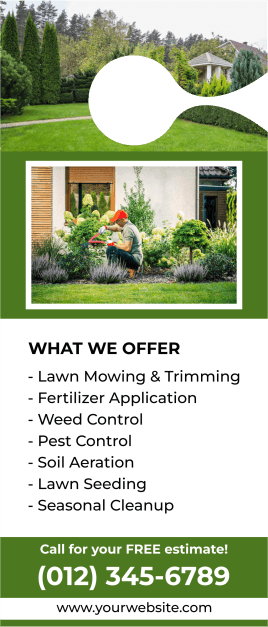 WHAT WE OFFER
- Lawn Mowing & Trimming
- Fertilizer Application
- Weed Control
- Pest Control
- Soil Aeration
- Lawn Seeding
- Seasonal Cleanup
Call for your FREE estimate!
(012) 345-6789
www.yourwebsite.com